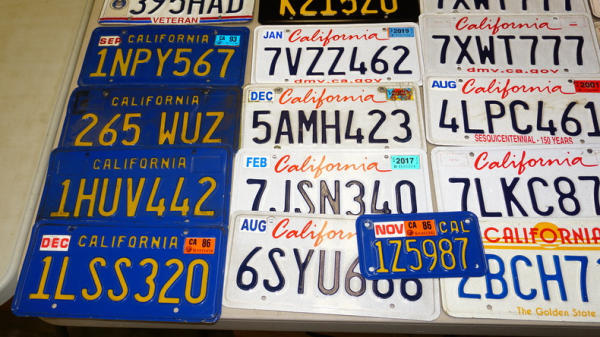 395HAD
VETERAN
K21520
SEP CALIFORNIA CA 93
1NPY567
JAN California 2019
7VZZ462
dmv.ca.gov
7XWT777
dmv.ca.gov
CALIFORNIA
265 WUZ
DEC California
5AMH423
AUG California 2001
4LPC461
SESQUICENTENNIAL - 150 YEARS
CALIFORNIA
1HUV442
FEB California 2017
7JSN340
California
7LKC87
DEC CALIFORNIA CA 86
1LSS320
AUG California
6SYU6
NOV CA 86 CAL
1Z5987
CALIFORNIA
2BCH7
The Golden State